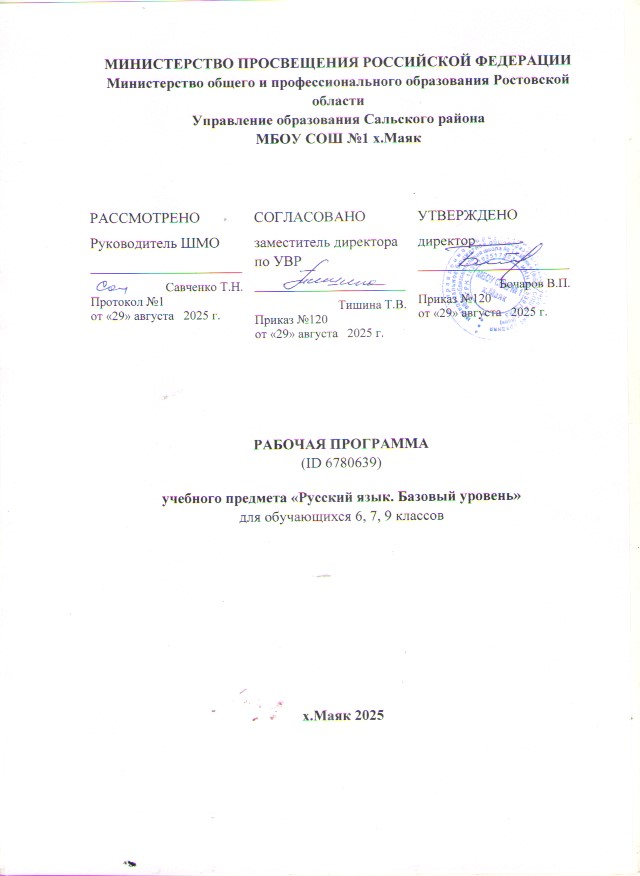 МИНИСТЕРСТВО ПРОСВЕЩЕНИЯ РОССИЙСКОЙ ФЕДЕРАЦИИ
Министерство общего и профессионального образования Ростовской
области
Управление образования Сальского района
МБОУ СОШ №1 х.Маяк
РАССМОТРЕНО
Руководитель ШМО
Савченко Т.Н.
Протокол №1
от «29» августа 2025 г.
СОГЛАСОВАНО
заместитель директора
по УВР
Тишина Т.В.
Приказ №120
от «29» августа 2025 г.
УТВЕРЖДЕНО
директор
Бочаров В.П.
Приказ №120
от «29» августа 2025 г.
РАБОЧАЯ ПРОГРАММА
(ID 6780639)
учебного предмета «Русский язык. Базовый уровень»
для обучающихся 6, 7, 9 классов
х.Маяк 2025